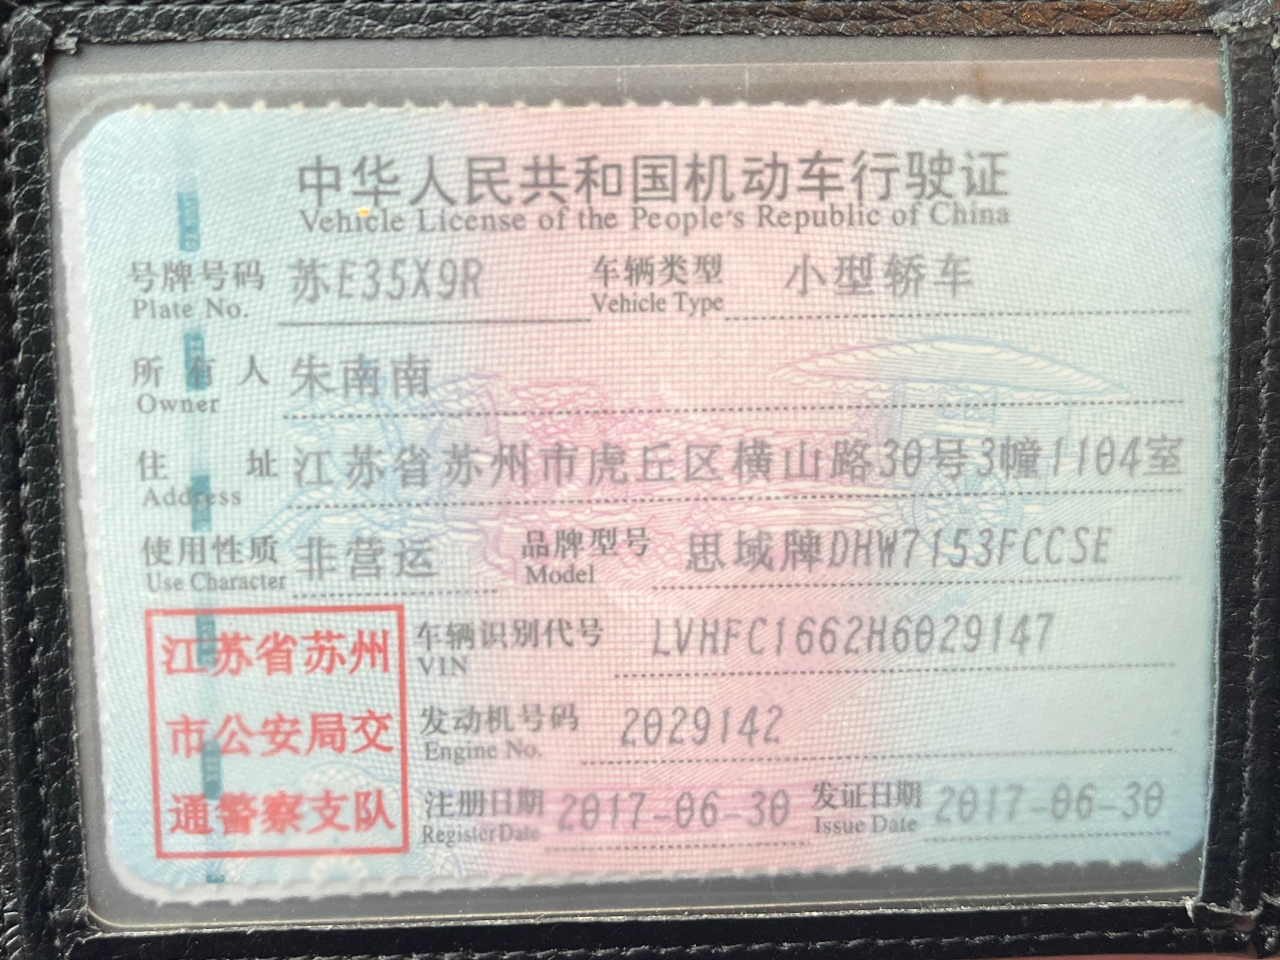 中华人民共和国机动车行驶证
Vehicle License of the People's Republic of China
号牌号码 苏E35X9R 车辆类型 小型轿车
Plate No. Vehicle Type
所有人 朱南南
Owner
住址 江苏省苏州市虎丘区横山路30号3幢1104室
Address
使用性质 非营运 品牌型号 思域牌DHW7153FCCSE
Use Character Model
江苏省苏州
市公安局交
通警察支队
车辆识别代号 LVHFC1662H6029147
VIN
发动机号码 2029142
Engine No.
注册日期 2017-06-30 发证日期 2017-06-30
Register Date Issue Date